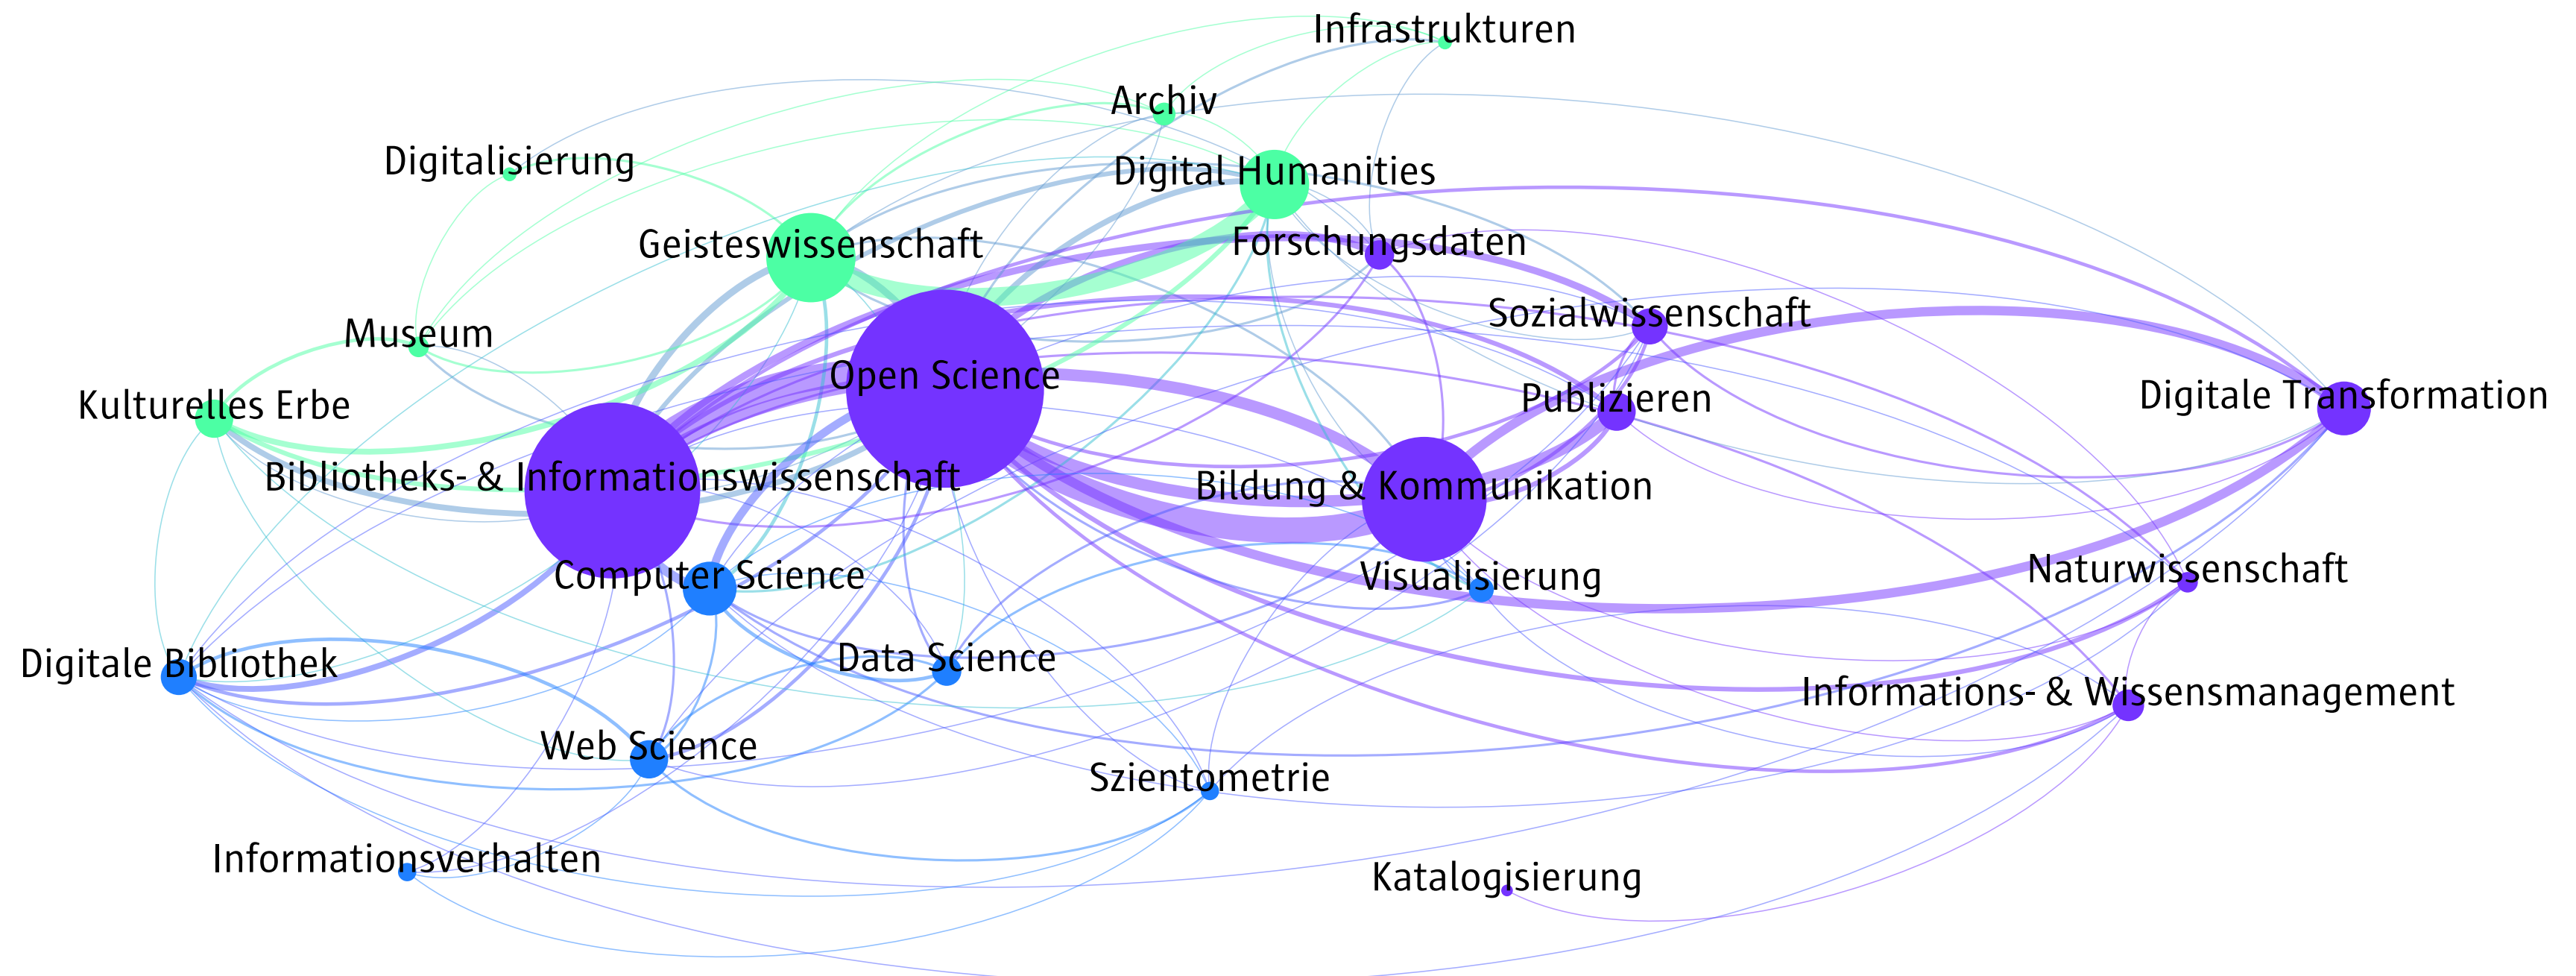 Infrastrukturen
Archiv
Digitalisierung
Digital Humanities
Geisteswissenschaft
Forschungsdaten
Sozialwissenschaft
Museum
Open Science
Publizieren
Digitale Transformation
Kulturelles Erbe
Bibliotheks- & Informationswissenschaft
Bildung & Kommunikation
Computer Science
Visualisierung
Naturwissenschaft
Digitale Bibliothek
Data Science
Informations- & Wissensmanagement
Web Science
Szientometrie
Informationsverhalten
Katalogisierung